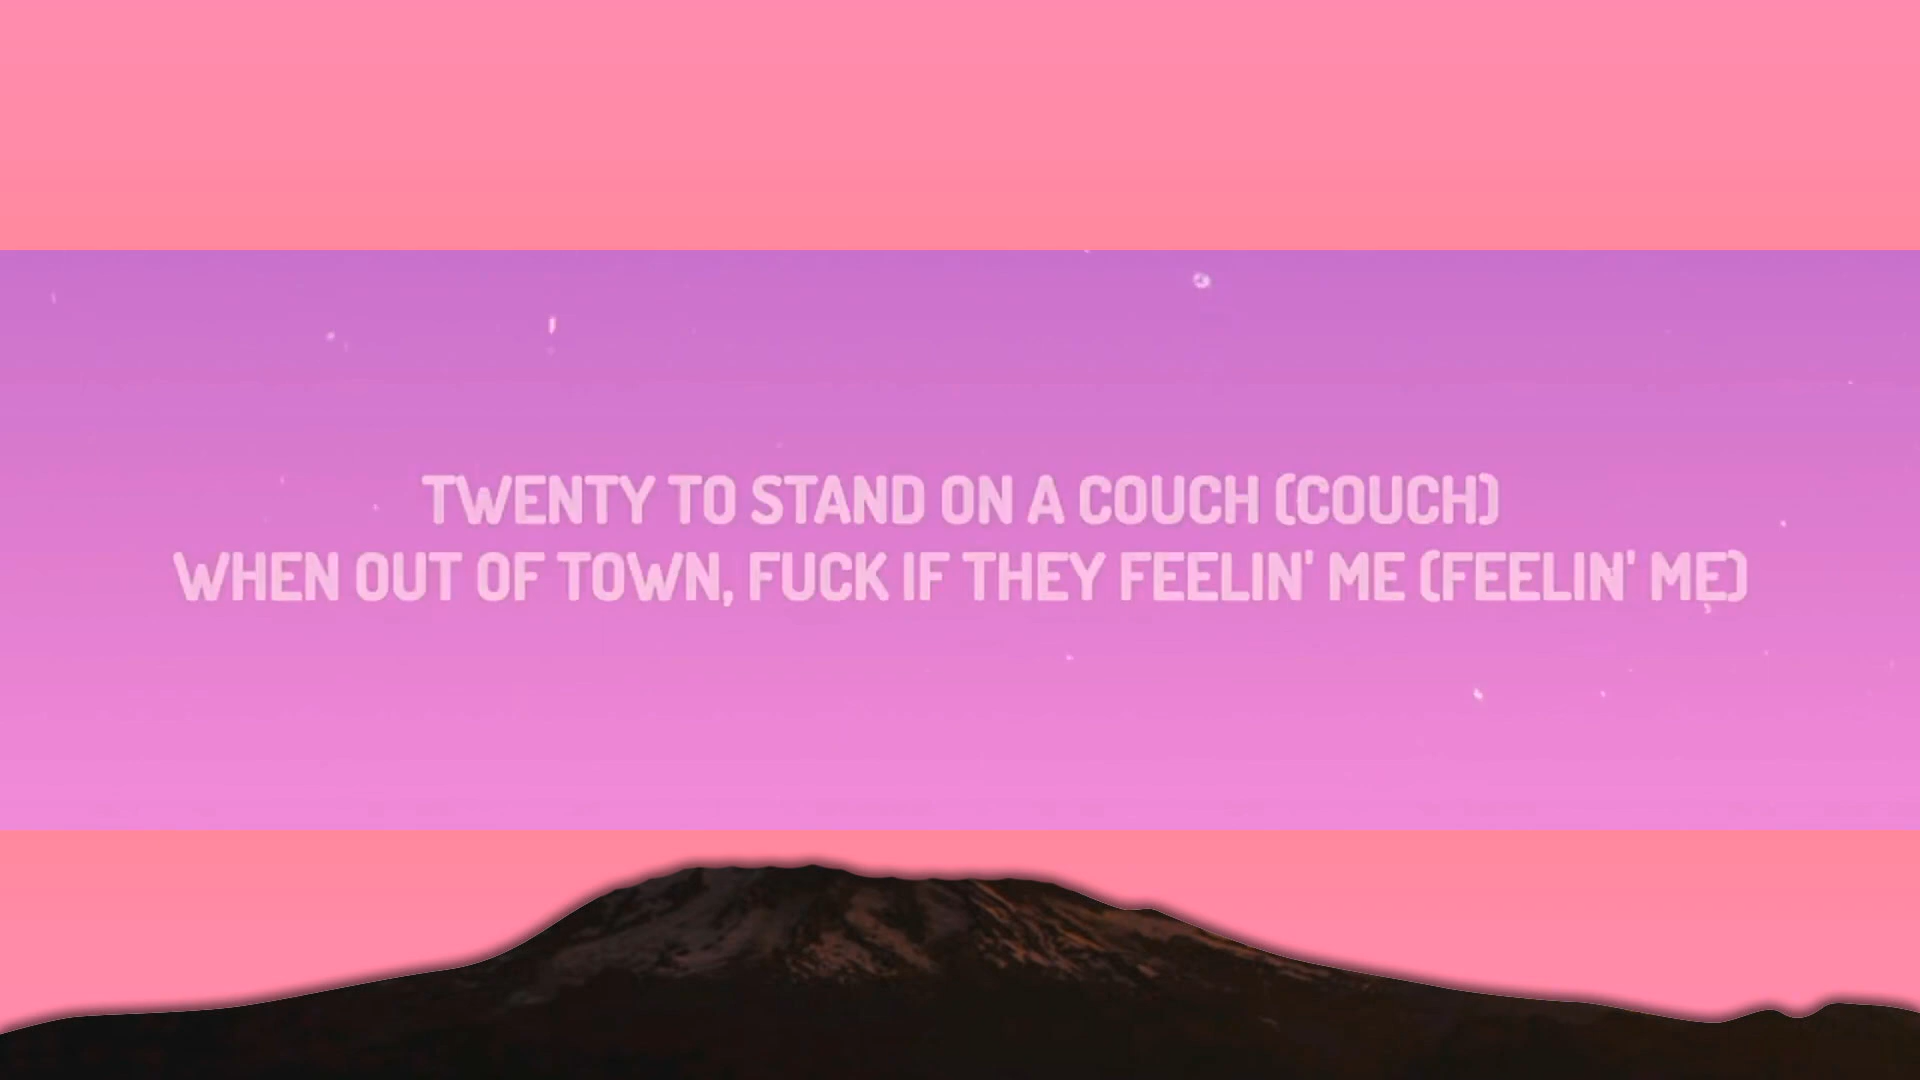 TWENTY TO STAND ON A COUCH (COUCH)
WHEN OUT OF TOWN, FUCK IF THEY FEELIN' ME (FEELIN' ME)